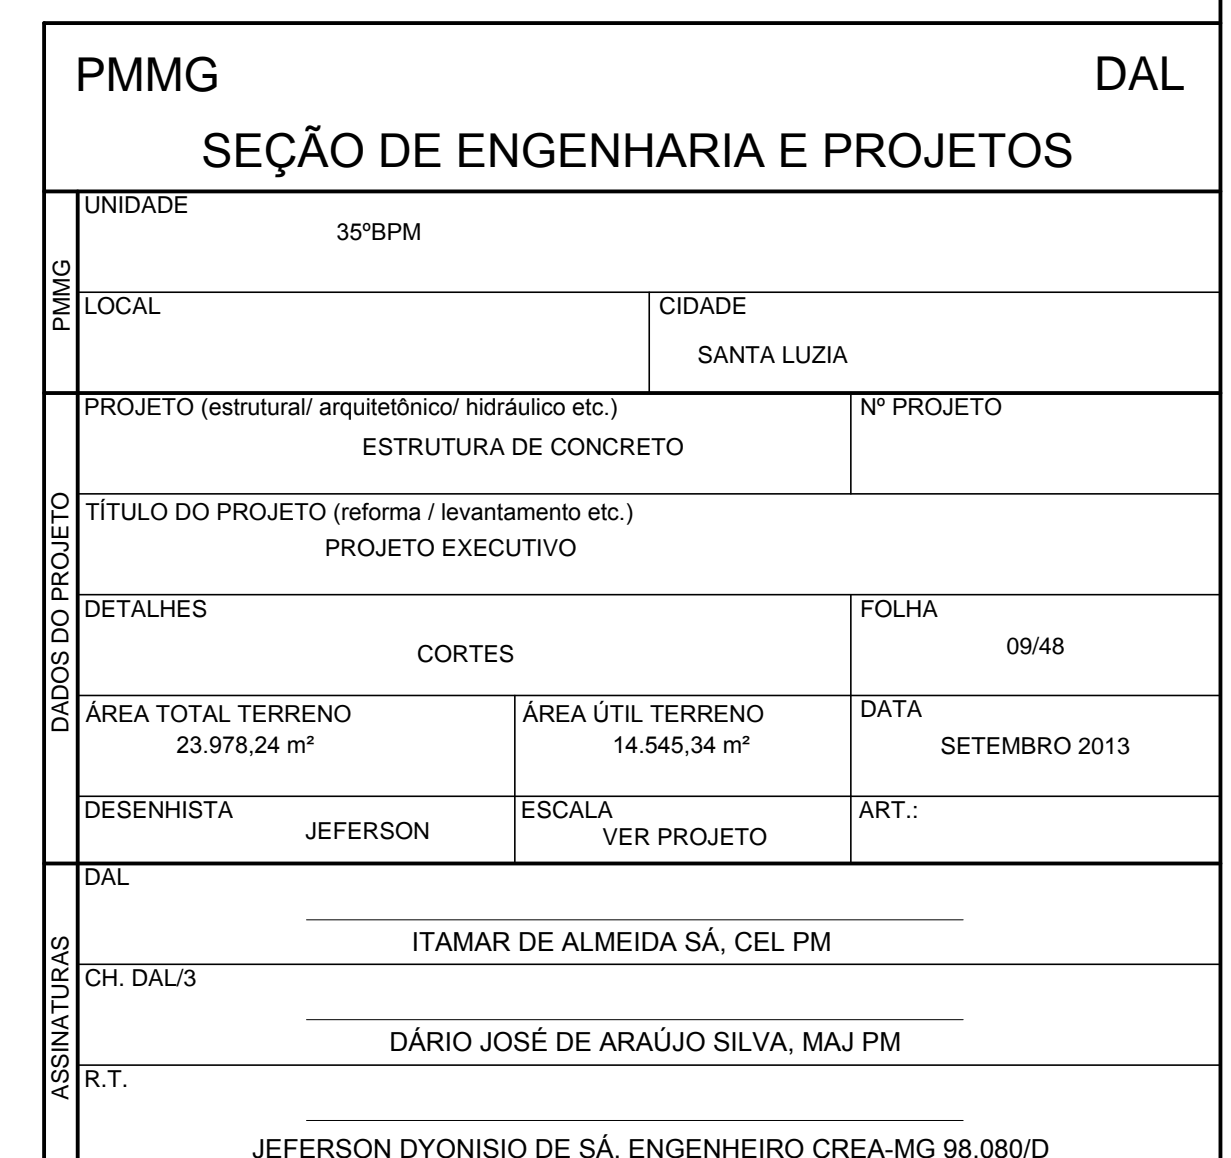 PMMG DAL
SEÇÃO DE ENGENHARIA E PROJETOS
PMMG
UNIDADE
35ºBPM
LOCAL
CIDADE
SANTA LUZIA
DADOS DO PROJETO
PROJETO (estrutural/ arquitetônico/ hidráulico etc.)
ESTRUTURA DE CONCRETO
Nº PROJETO
TÍTULO DO PROJETO (reforma / levantamento etc.)
PROJETO EXECUTIVO
DETALHES
CORTES
FOLHA
09/48
ÁREA TOTAL TERRENO
23.978,24 m²
ÁREA ÚTIL TERRENO
14.545,34 m²
DATA
SETEMBRO 2013
DESENHISTA
JEFERSON
ESCALA
VER PROJETO
ART.:
ASSINATURAS
DAL
ITAMAR DE ALMEIDA SÁ, CEL PM
CH. DAL/3
DÁRIO JOSÉ DE ARAÚJO SILVA, MAJ PM
R.T.
JEFERSON DYONISIO DE SÁ, ENGENHEIRO CREA-MG 98.080/D